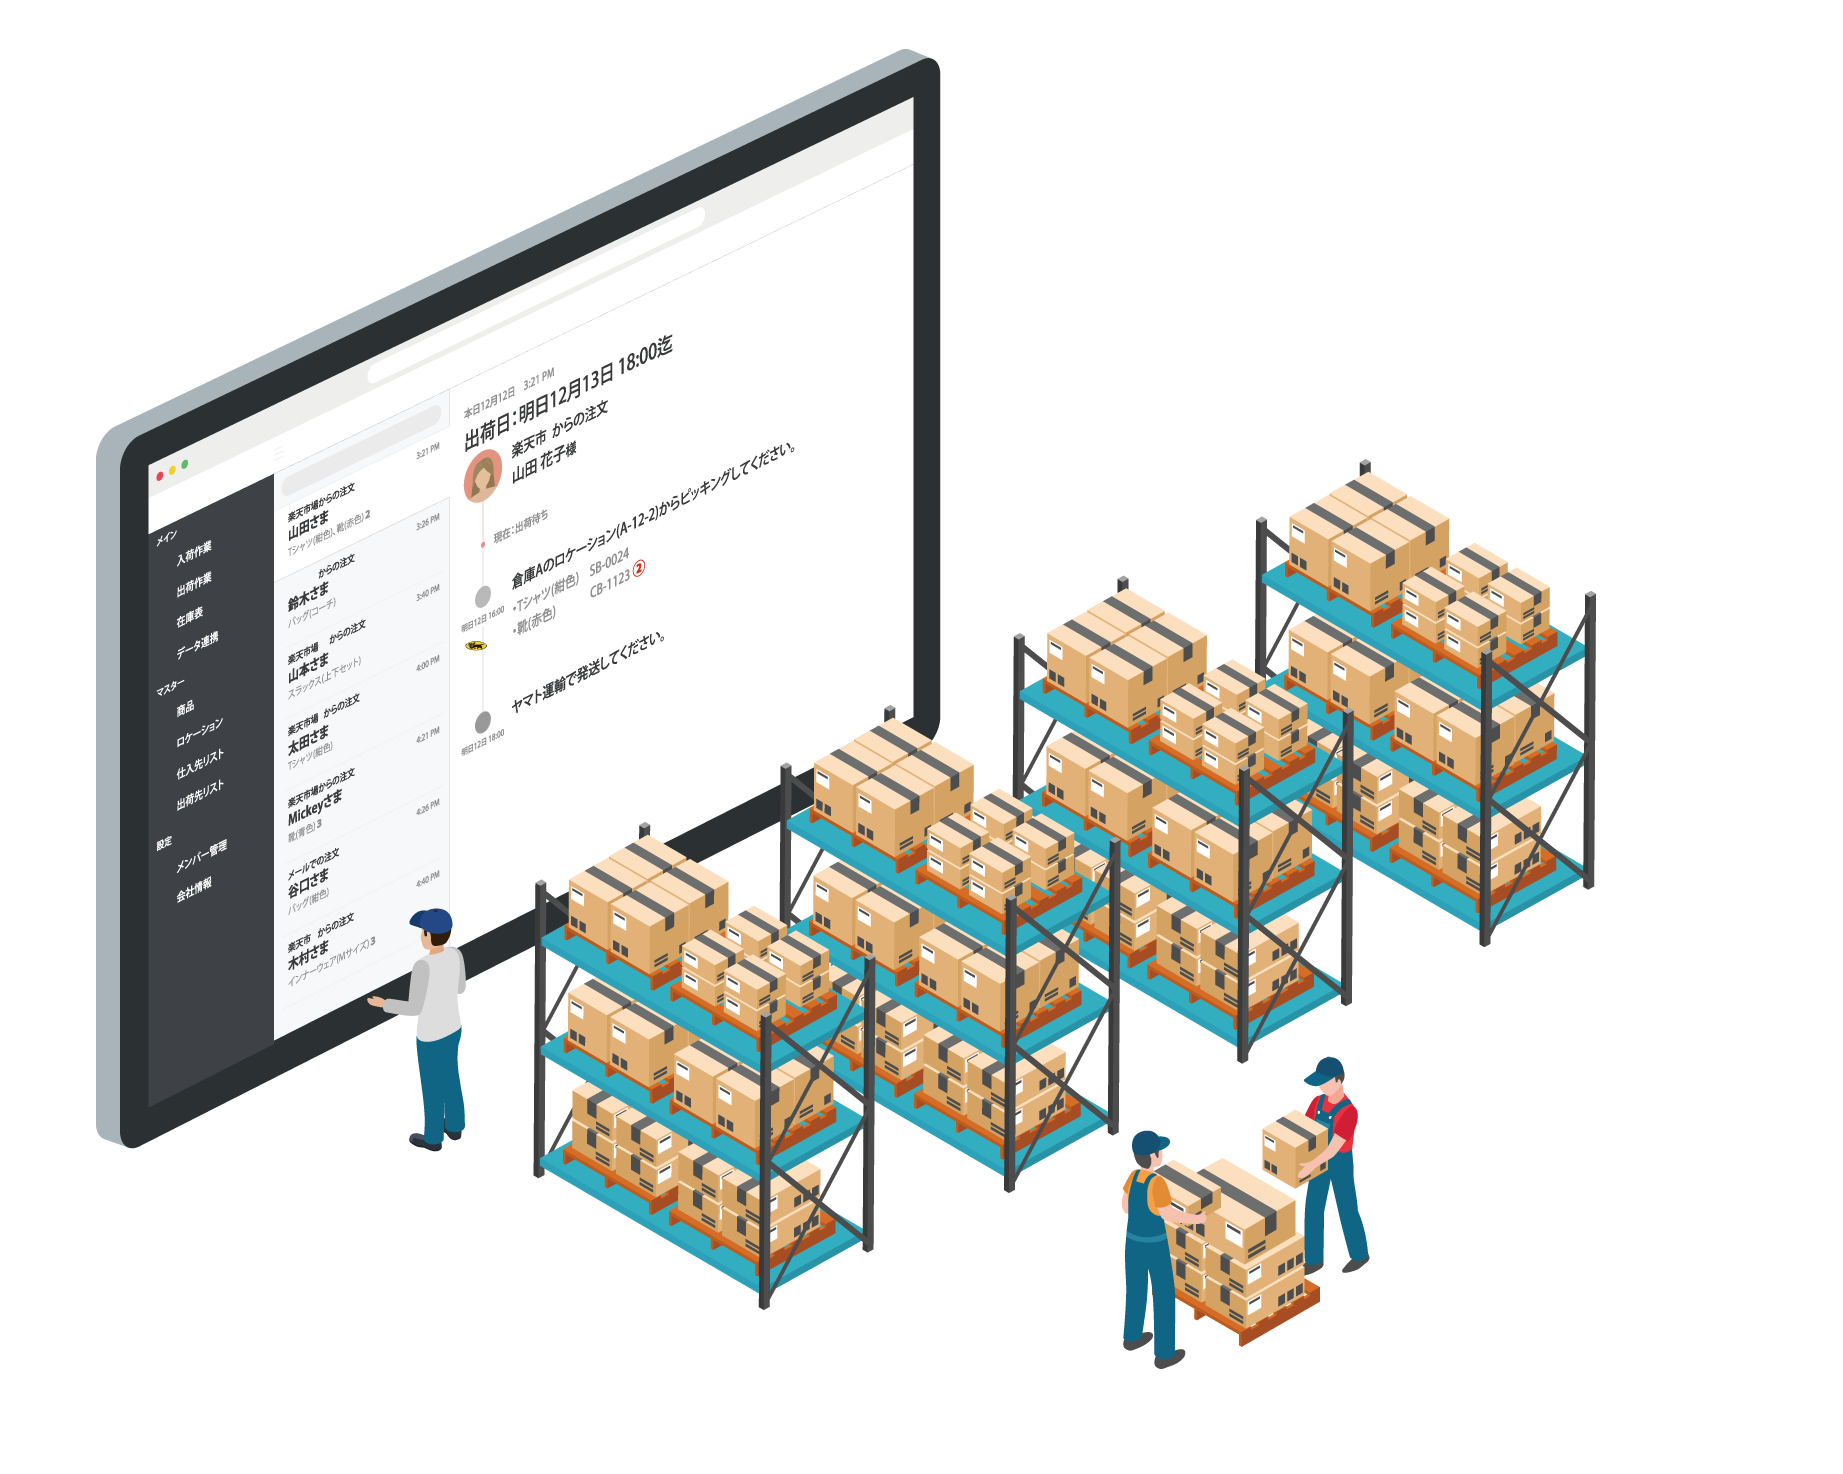 メイン
入荷作業
出荷作業
在庫表
データ連携
マスター
商品
ロケーション
仕入先リスト
出荷先リスト
設定
メンバー管理
会社情報
3:21 PM
楽天市場からの注文
山田さま
Tシャツ(紺色)、靴(赤色) 2
3:26 PM
からの注文
鈴木さま
バッグ(コーチ)
3:40 PM
楽天市場 からの注文
山本さま
スラックス(上下セット)
4:00 PM
楽天市場 からの注文
太田さま
Tシャツ(紺色)
4:21 PM
楽天市場からの注文
Mickeyさま
靴(青色) 3
4:26 PM
メールでの注文
谷口さま
バッグ(紺色)
4:40 PM
楽天市 からの注文
木村さま
インナーウェア(Mサイズ) 3
本日12月12日 3:21 PM
出荷日：明日12月13日 18:00迄
楽天市 からの注文
山田 花子様
現在：出荷待ち
倉庫Aのロケーション(A-12-2)からピッキングしてください。
・Tシャツ(紺色) SB-0024
・靴(赤色) CB-1123 ②
明日12日 16:00
ヤマト運輸で発送してください。
明日12日 18:00